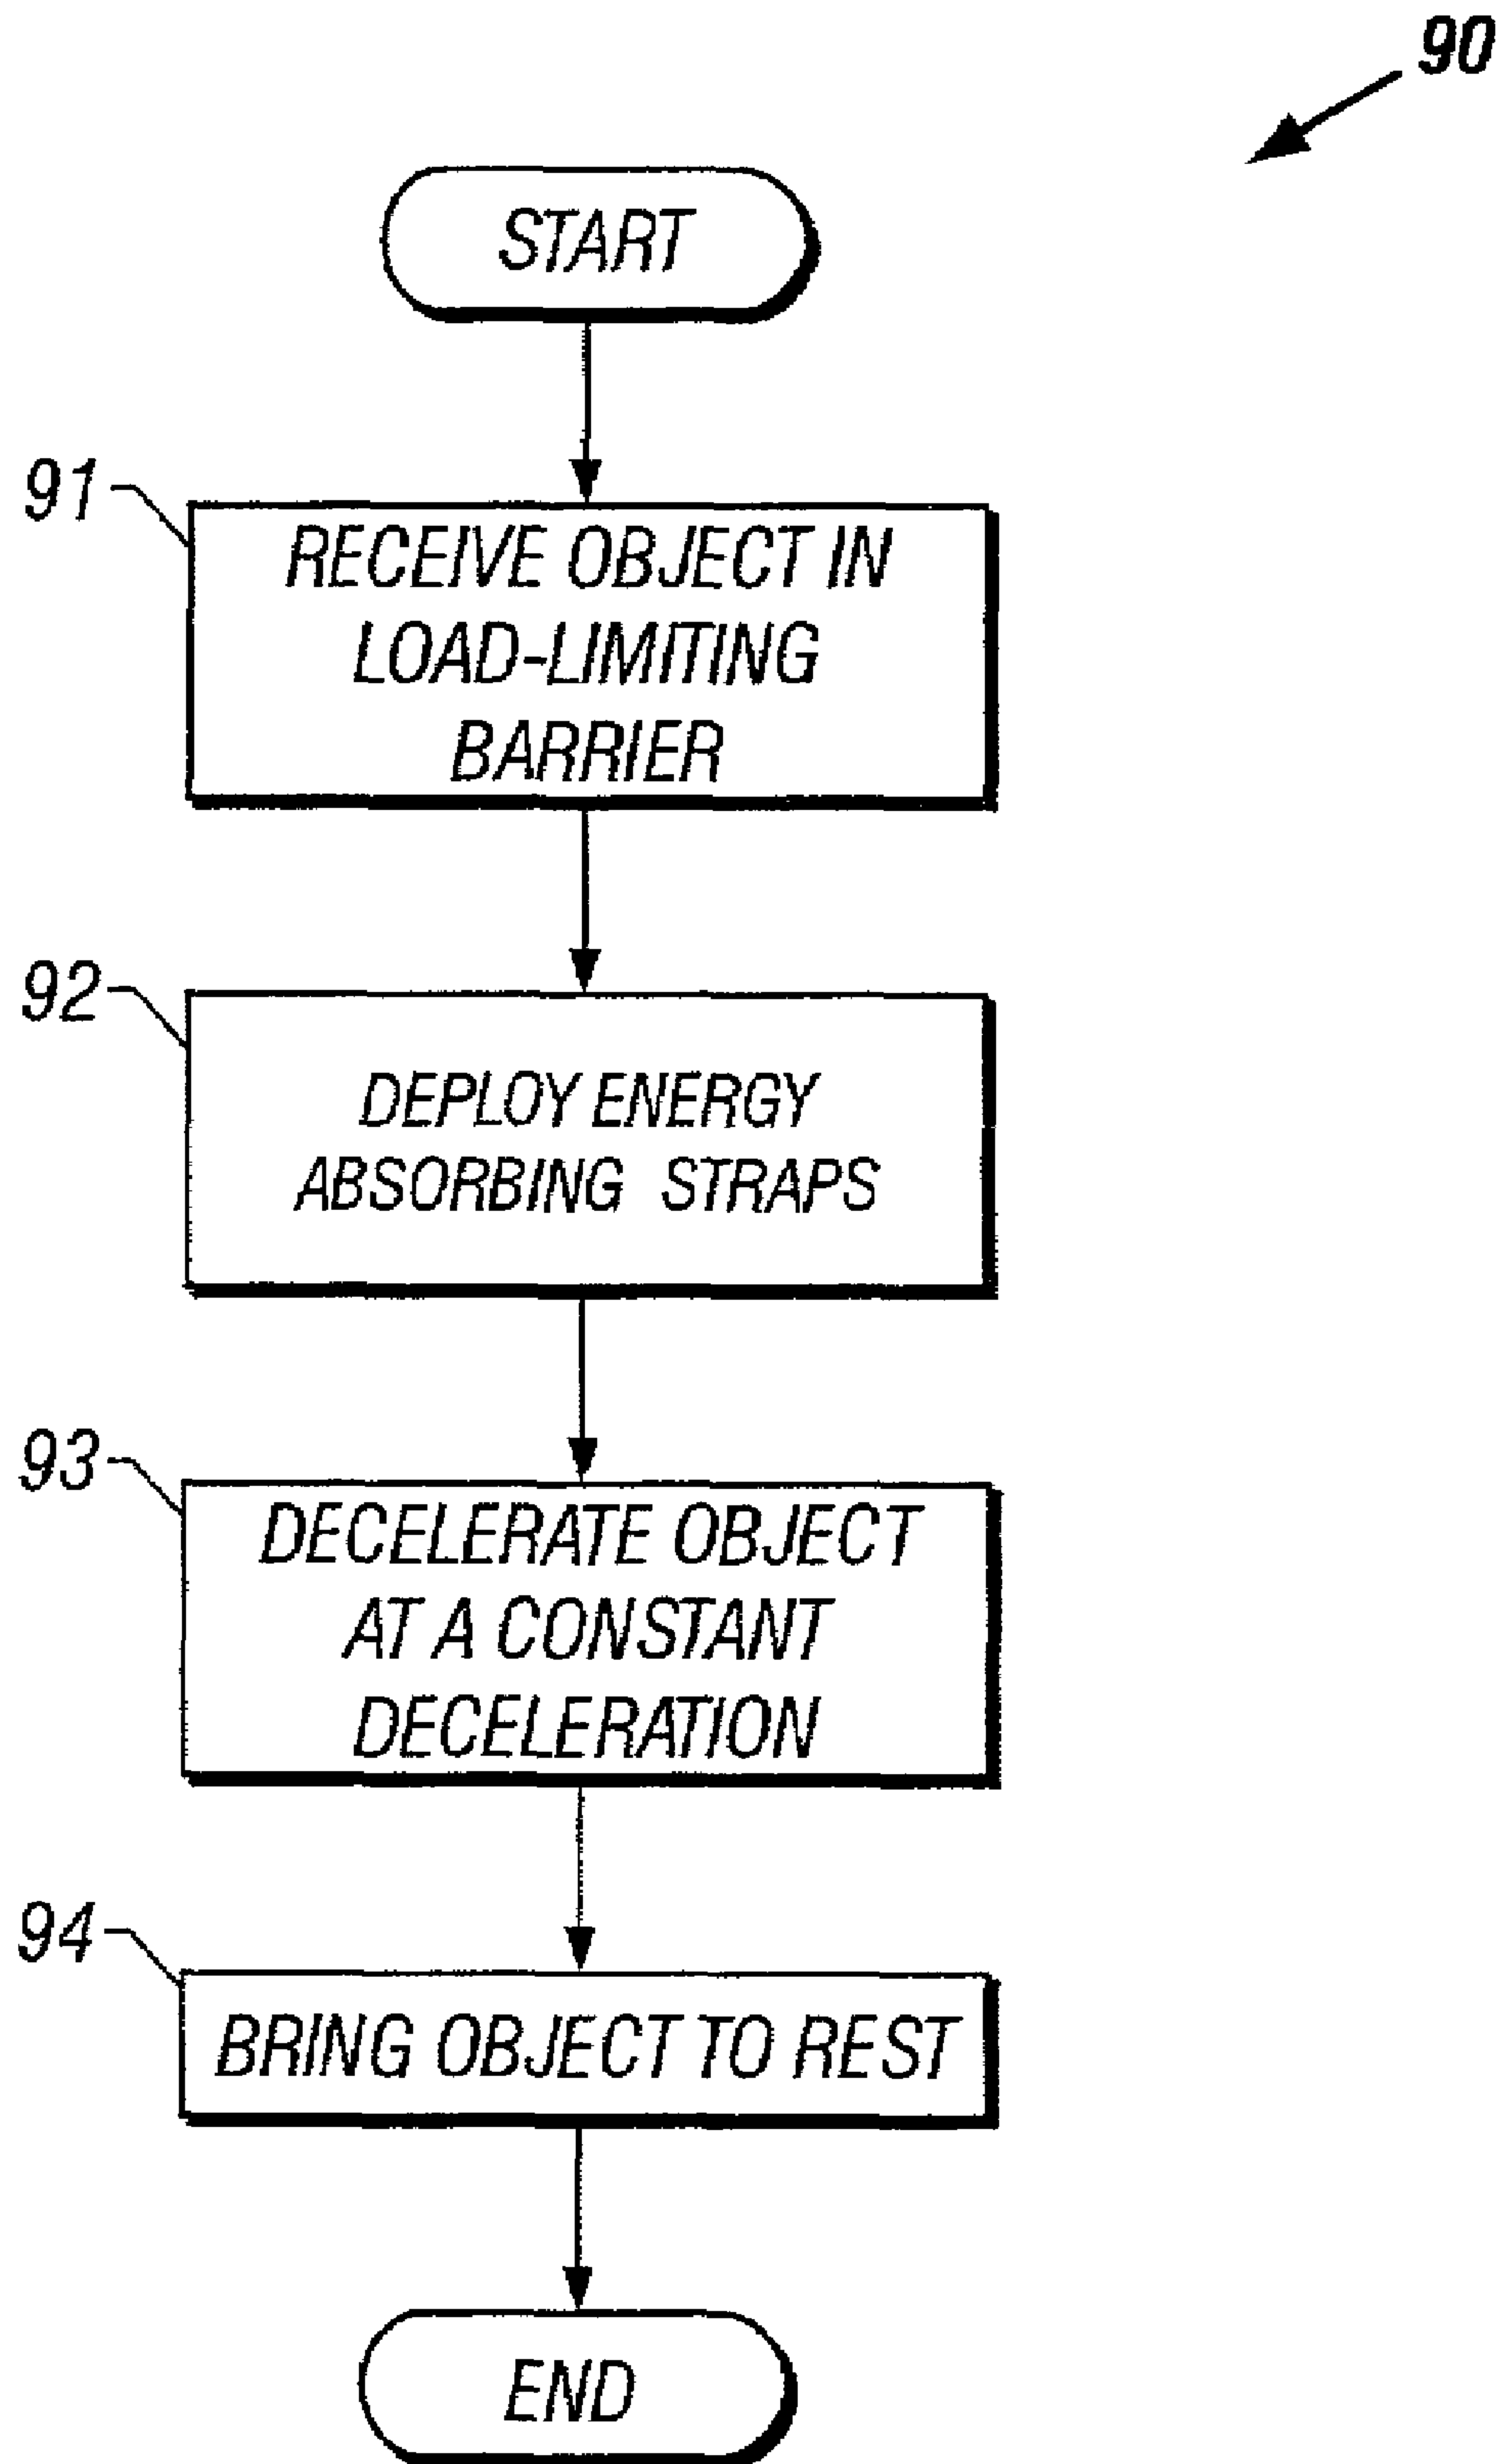 90
START
91
RECEIVE OBJECT IN
LOAD-LIMITING
BARRIER
92
DEPLOY ENERGY
ABSORBING STRAPS
93
DECELERATE OBJECT
AT A CONSTANT
DECELERATION
94
BRING OBJECT TO REST
END